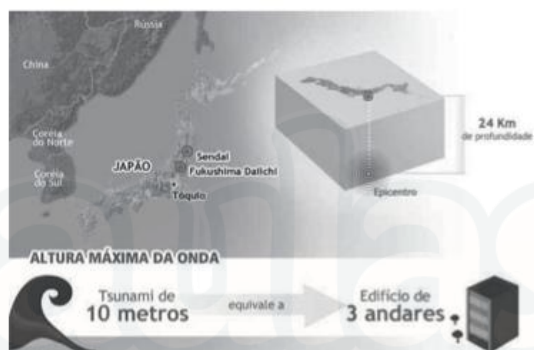 Rússia
China
Coréia
do Norte
Coréia
do Sul
JAPÃO
Sendai
Fukushima Daiichi
Tóquio
24 Km
de profundidade
Epicentro
ALTURA MÁXIMA DA ONDA
Tsunami de
10 metros
equivale a
Edifício de
3 andares